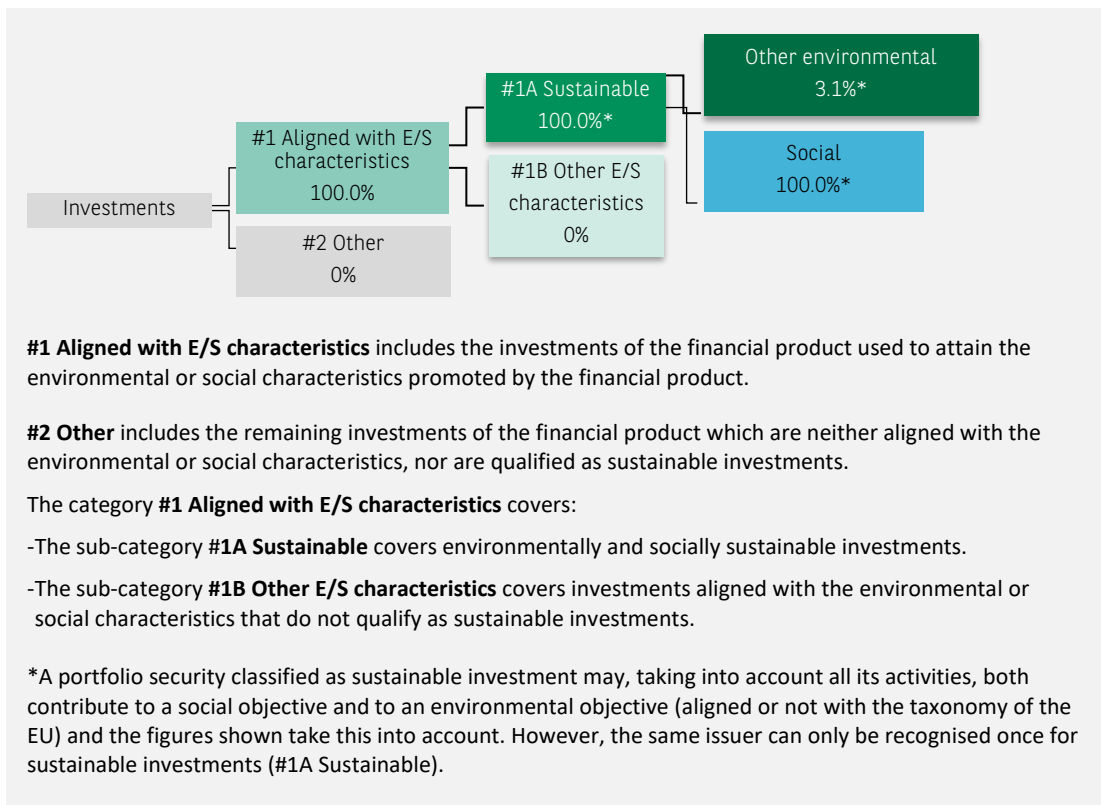 Other environmental
3.1%*
#1A Sustainable
100.0%*
#1 Aligned with E/S
characteristics
100.0%
Social
100.0%*
#1B Other E/S
characteristics
0%
Investments
#2 Other
0%
#1 Aligned with E/S characteristics includes the investments of the financial product used to attain the
environmental or social characteristics promoted by the financial product.
#2 Other includes the remaining investments of the financial product which are neither aligned with the
environmental or social characteristics, nor are qualified as sustainable investments.
The category #1 Aligned with E/S characteristics covers:
-The sub-category #1A Sustainable covers environmentally and socially sustainable investments.
-The sub-category #1B Other E/S characteristics covers investments aligned with the environmental or
social characteristics that do not qualify as sustainable investments.
*A portfolio security classified as sustainable investment may, taking into account all its activities, both
contribute to a social objective and to an environmental objective (aligned or not with the taxonomy of the
EU) and the figures shown take this into account. However, the same issuer can only be recognised once for
sustainable investments (#1A Sustainable).